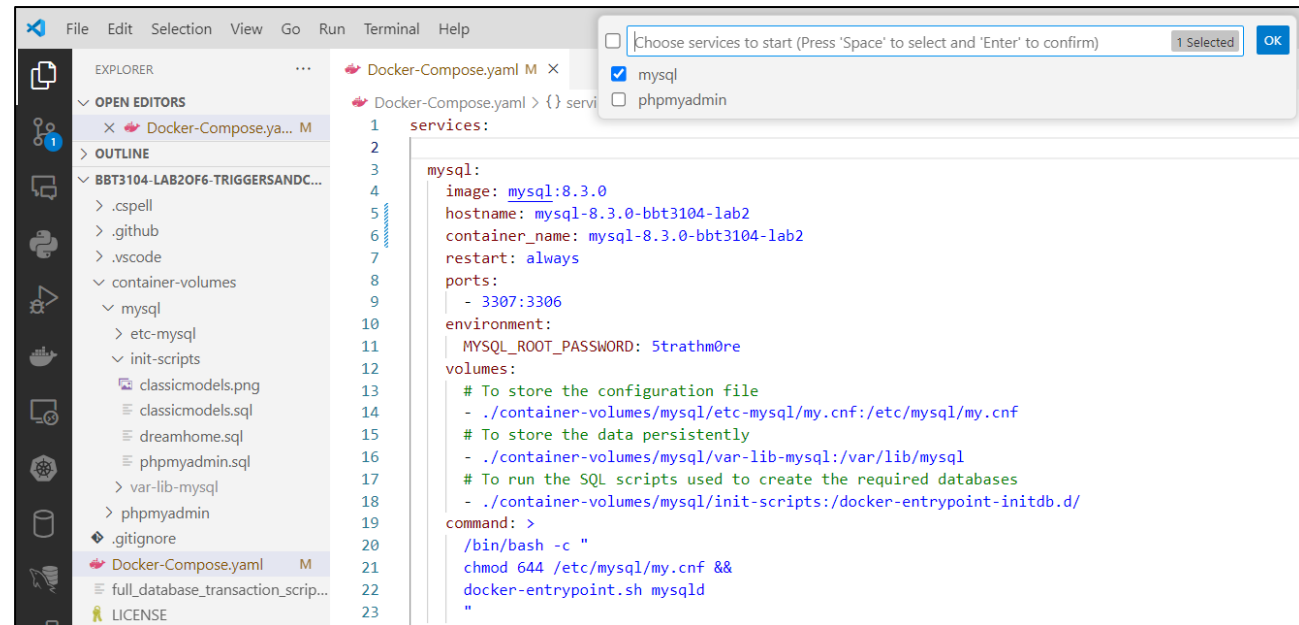 File Edit Selection View Go Run Terminal Help
Choose services to start (Press 'Space' to select and 'Enter' to confirm) 1 Selected OK
mysql
phpmyadmin
EXPLORER ...
OPEN EDITORS
Docker-Compose.ya... M
OUTLINE
BBT3104-LAB2OF6-TRIGGERSANDC...
.cspell
.github
.vscode
container-volumes
mysql
etc-mysql
init-scripts
classicmodels.png
classicmodels.sql
dreamhome.sql
phpmyadmin.sql
var-lib-mysql
phpmyadmin
.gitignore
Docker-Compose.yaml M
full_database_transaction_scrip...
LICENSE
1
Docker-Compose.yaml M ×
Docker-Compose.yaml > {} servi
1 services:
2
3 mysql:
4 image: mysql:8.3.0
5 hostname: mysql-8.3.0-bbt3104-lab2
6 container_name: mysql-8.3.0-bbt3104-lab2
7 restart: always
8 ports:
9 - 3307:3306
10 environment:
11 MYSQL_ROOT_PASSWORD: 5trathm0re
12 volumes:
13 # To store the configuration file
14 - ./container-volumes/mysql/etc-mysql/my.cnf:/etc/mysql/my.cnf
15 # To store the data persistently
16 - ./container-volumes/mysql/var-lib-mysql:/var/lib/mysql
17 # To run the SQL scripts used to create the required databases
18 - ./container-volumes/mysql/init-scripts:/docker-entrypoint-initdb.d/
19 command: >
20 /bin/bash -c "
21 chmod 644 /etc/mysql/my.cnf &&
22 docker-entrypoint.sh mysqld
23 "